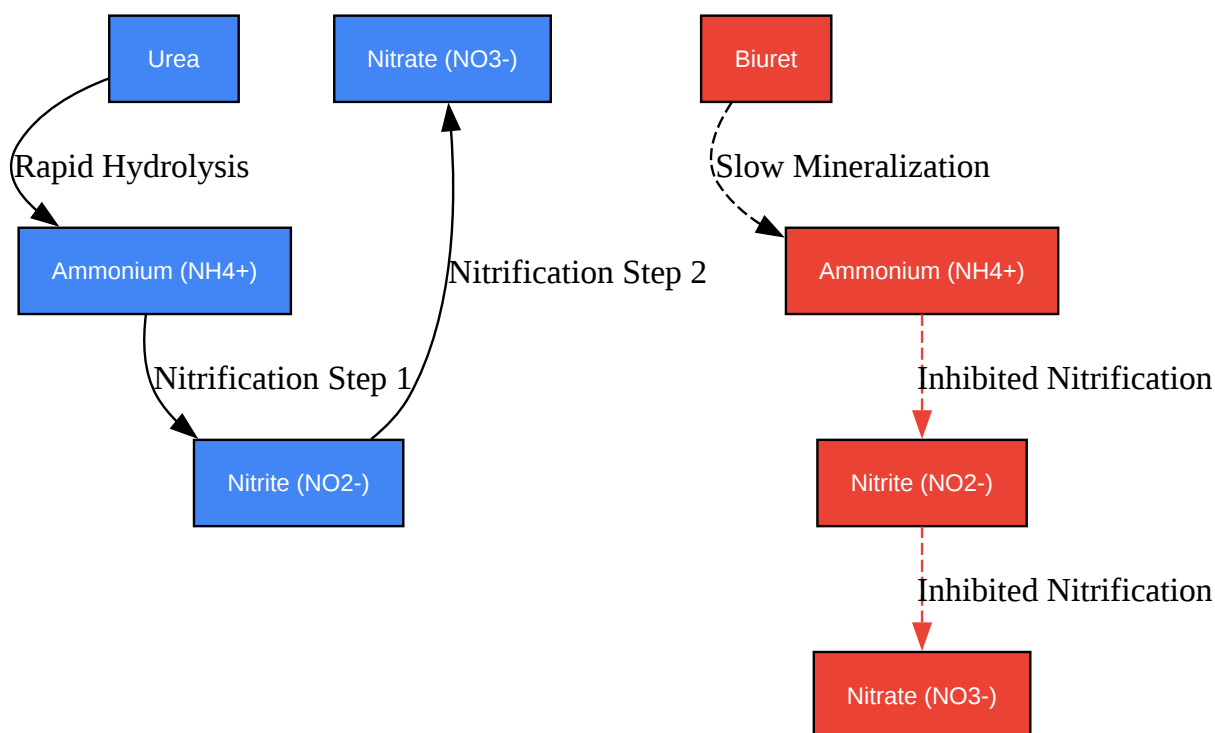 Urea
Nitrate (NO3-)
Biuret
Rapid Hydrolysis
Slow Mineralization
Ammonium (NH4+)
Nitrification Step 2
Ammonium (NH4+)
Nitrification Step 1
Inhibited Nitrification
Nitrite (NO2-)
Nitrite (NO2-)
Inhibited Nitrification
Nitrate (NO3-)